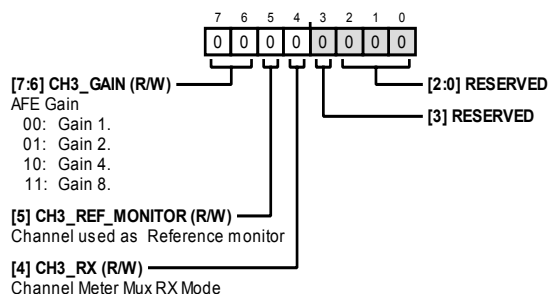 7 6 5 4 3 2 1 0
0 0 0 0 0 0 0 0
[7:6] CH3_GAIN (R/W)
AFE Gain
00: Gain 1.
01: Gain 2.
10: Gain 4.
11: Gain 8.
[5] CH3_REF_MONITOR (R/W)
Channel used as Reference monitor
[4] CH3_RX (R/W)
Channel Meter Mux RX Mode
[2:0] RESERVED
[3] RESERVED